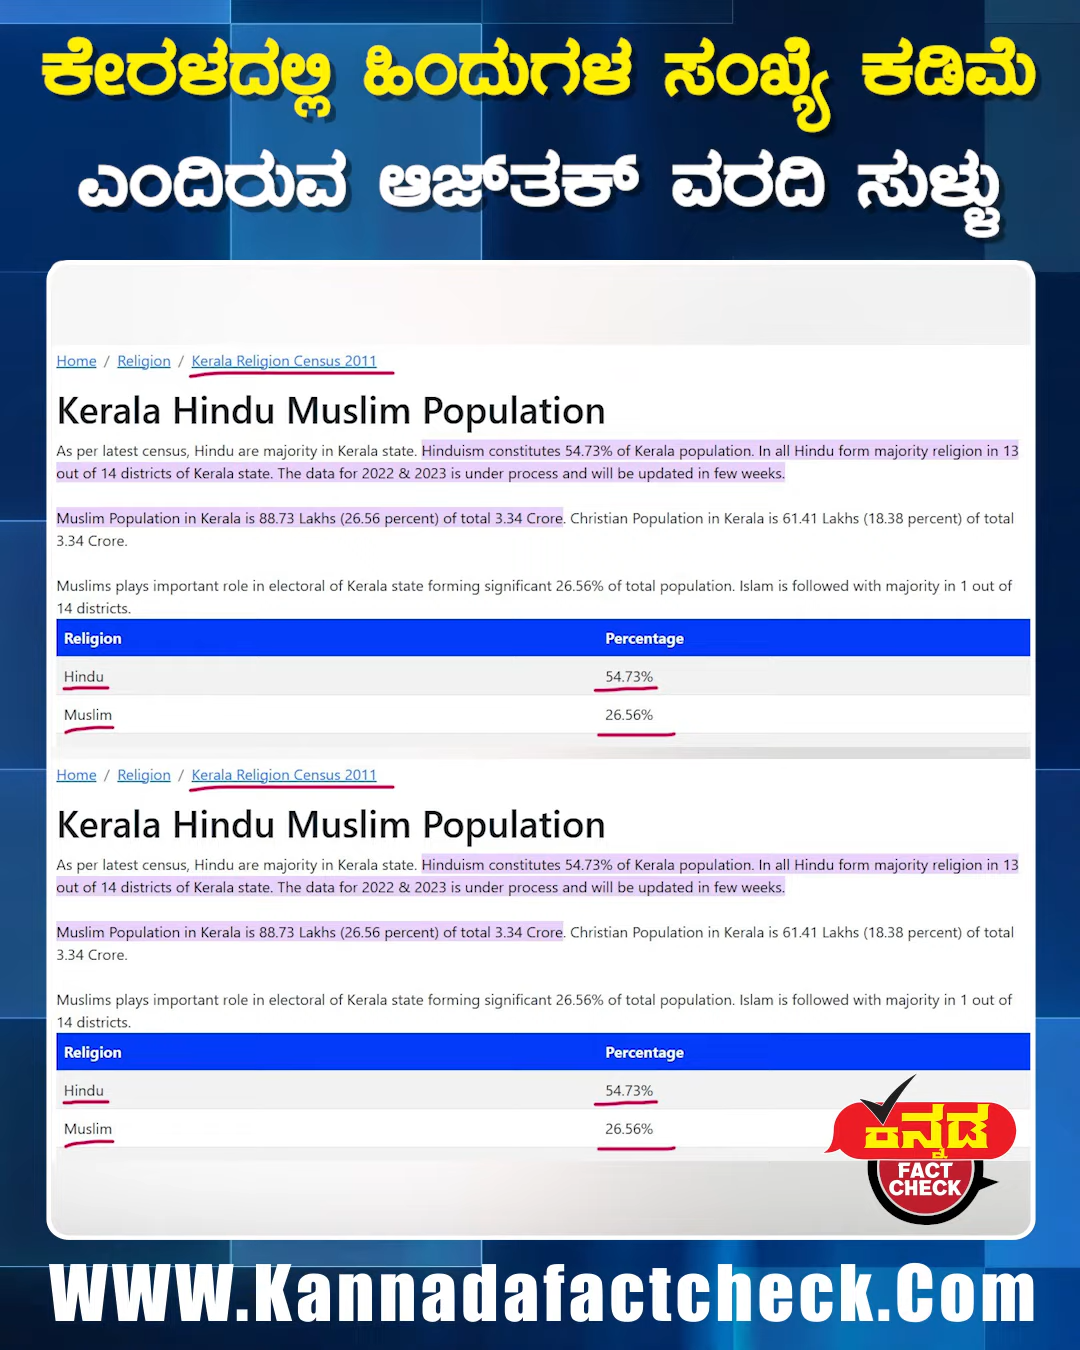 ಕೇರಳದಲ್ಲಿ ಹಿಂದುಗಳ ಸಂಖ್ಯೆ ಕಡಿಮೆ
ಎಂದಿರುವ ಆಜ್‌ತಕ್ ವರದಿ ಸುಳ್ಳು
Home / Religion / Kerala Religion Census 2011
Kerala Hindu Muslim Population
As per latest census, Hindu are majority in Kerala state. Hinduism constitutes 54.73% of Kerala population. In all Hindu form majority religion in 13
out of 14 districts of Kerala state. The data for 2022 & 2023 is under process and will be updated in few weeks.
Muslim Population in Kerala is 88.73 Lakhs (26.56 percent) of total 3.34 Crore. Christian Population in Kerala is 61.41 Lakhs (18.38 percent) of total
3.34 Crore.
Muslims plays important role in electoral of Kerala state forming significant 26.56% of total population. Islam is followed with majority in 1 out of
14 districts.
Religion Percentage
Hindu 54.73%
Muslim 26.56%
Home / Religion / Kerala Religion Census 2011
Kerala Hindu Muslim Population
As per latest census, Hindu are majority in Kerala state. Hinduism constitutes 54.73% of Kerala population. In all Hindu form majority religion in 13
out of 14 districts of Kerala state. The data for 2022 & 2023 is under process and will be updated in few weeks.
Muslim Population in Kerala is 88.73 Lakhs (26.56 percent) of total 3.34 Crore. Christian Population in Kerala is 61.41 Lakhs (18.38 percent) of total
3.34 Crore.
Muslims plays important role in electoral of Kerala state forming significant 26.56% of total population. Islam is followed with majority in 1 out of
14 districts.
Religion Percentage
Hindu 54.73%
Muslim 26.56%
ಕನ್ನಡ
FACT
CHECK
WWW.Kannadafactcheck.Com